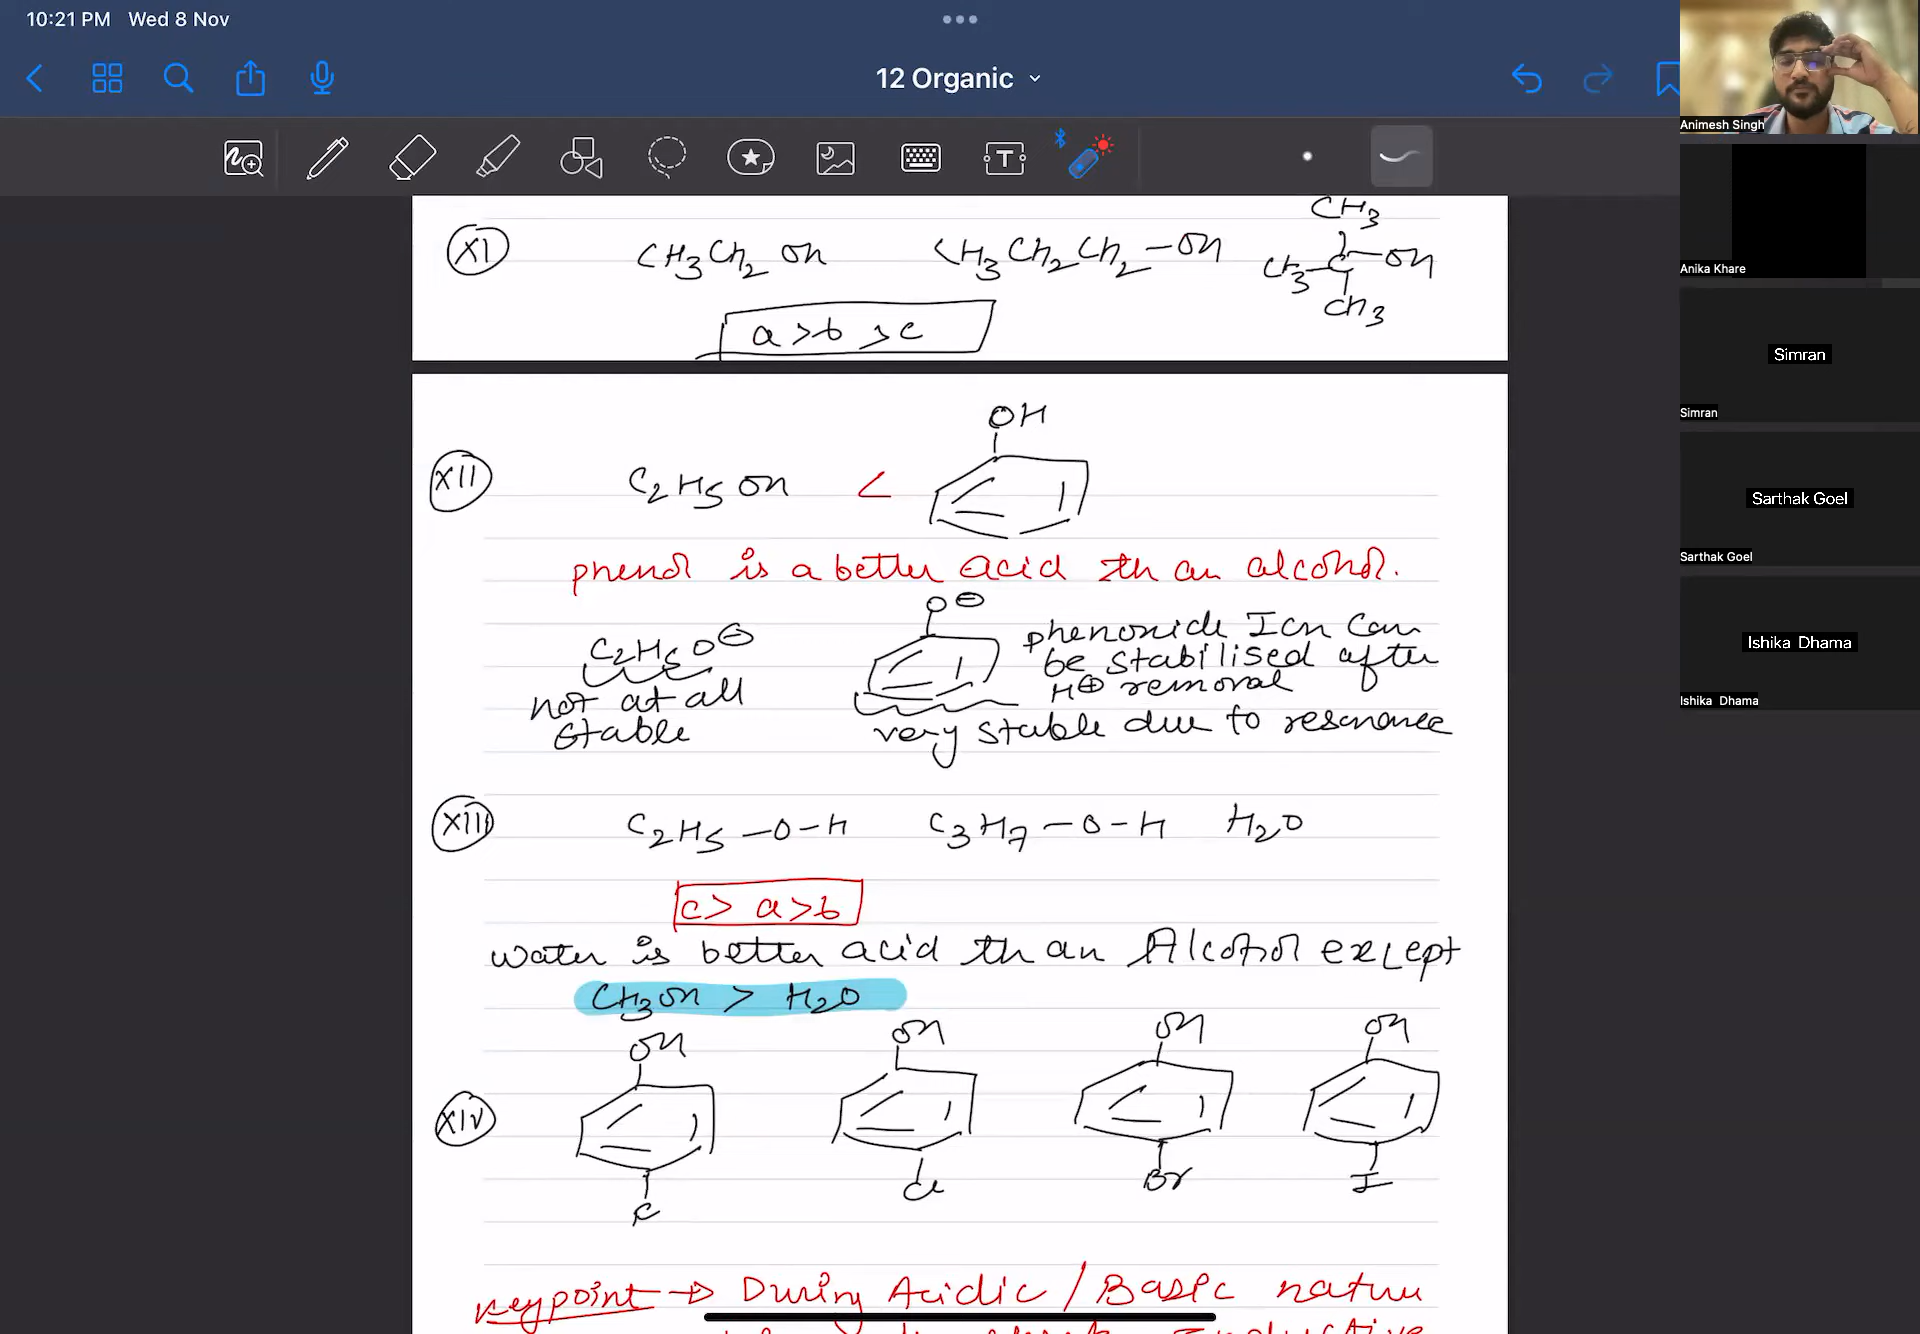 10:21 PM Wed 8 Nov
12 Organic
T
Animesh Singh
Anika Khare
Simran
Simran
Sarthak Goel
Sarthak Goel
Ishika Dhama
Ishika Dhama
XI CH3CH2OH CH3CH2CH2-OH CH3
CH3-C-OH
CH3
a > b > c
OH
XII C2H5OH <
phenol is a better acid than an alcohol.
O⊖
C2H5O⊖ phenoxide Ion can
be stabilised after
not at all H⊕ removal
stable very stable due to resonance
XIII C2H5-O-H C3H7-O-H H2O
c > a > b
water is better acid than an Alcohol except
CH3OH > H2O
OH OH OH OH
XIV
F Cl Br I
keypoint → During Acidic / Basic nature
Inductive